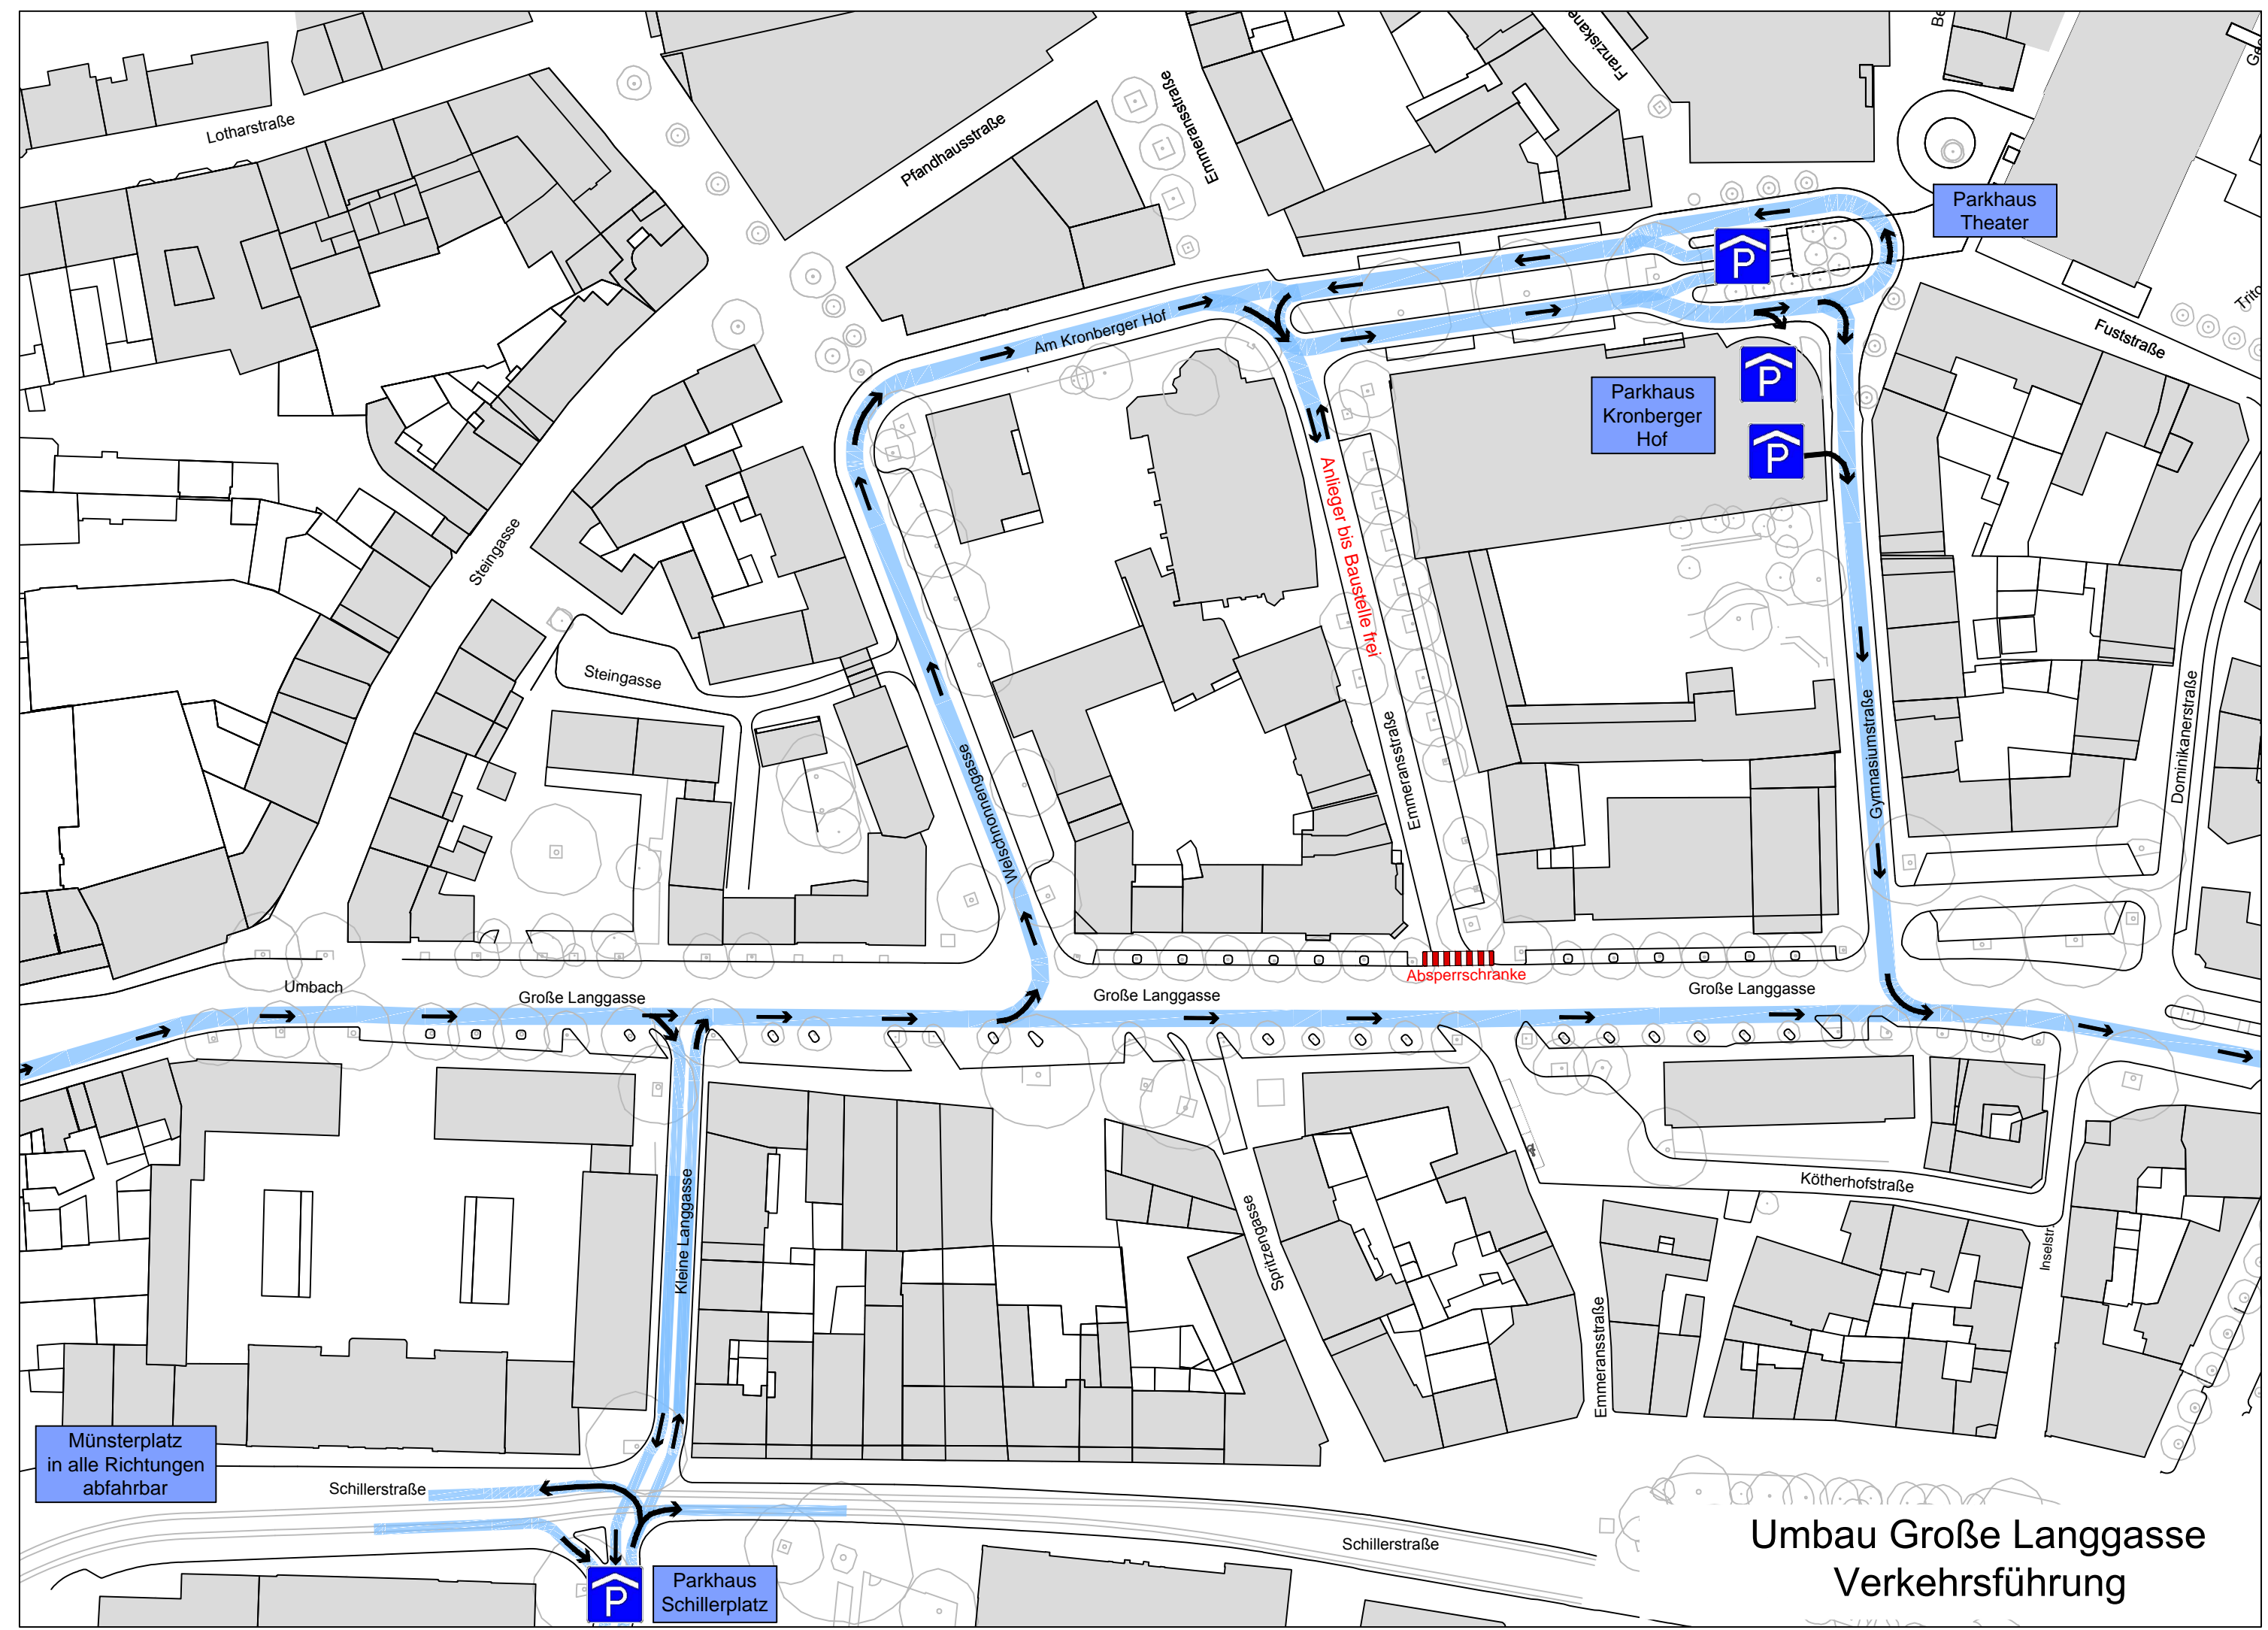 Lotharstraße
Pfandhausstraße
Emmeransstraße
Parkhaus
Theater
P
Am Kronberger Hof
Fuststraße
P
Parkhaus
Kronberger
Hof
P
Anlieger bis Baustelle frei
Steingasse
Steingasse
Welschnonnengasse
Emmeranstraße
Gymnasiumstraße
Dominikanerstraße
Absperrschranke
Umbach
Große Langgasse
Große Langgasse
Große Langgasse
Kleine Langgasse
Spritzengasse
Kötherhofstraße
Inselstr.
Emmeransstraße
Münsterplatz
in alle Richtungen
abfahrbar
Schillerstraße
Schillerstraße
P
Parkhaus
Schillerplatz
Umbau Große Langgasse
Verkehrsführung